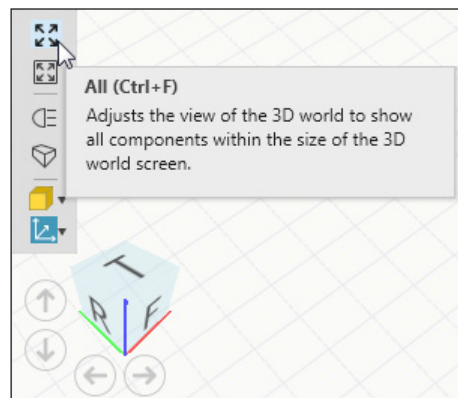 All (Ctrl+F)
Adjusts the view of the 3D world to show
all components within the size of the 3D
world screen.
T
R F